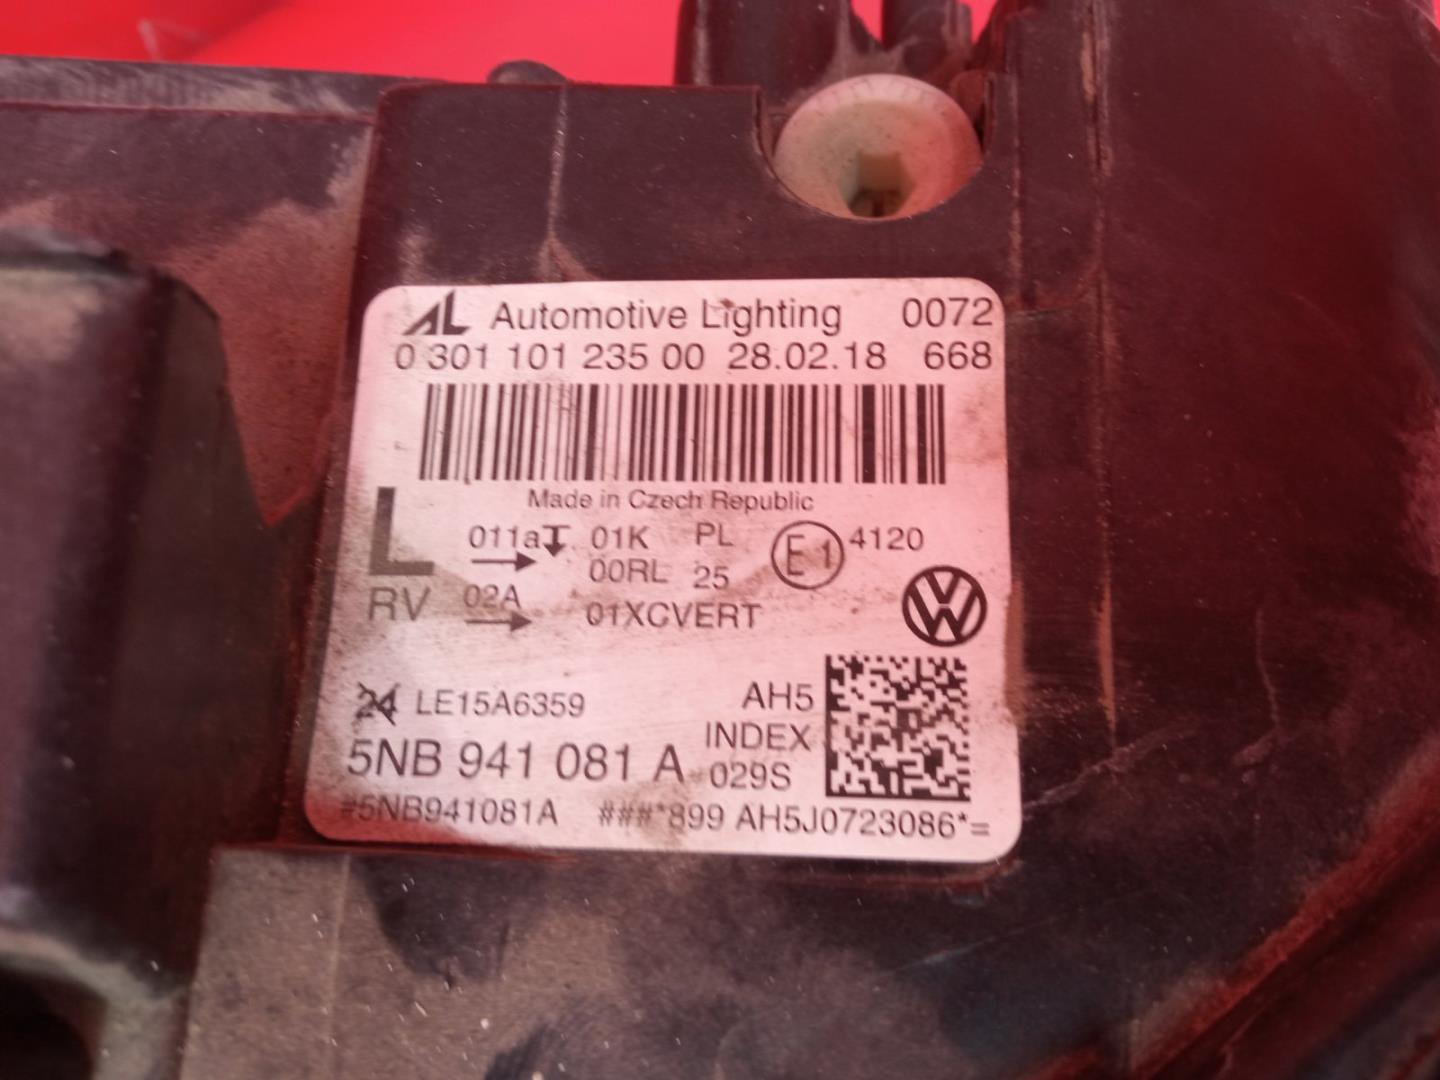 AL Automotive Lighting 0072
0 301 101 235 00 28.02.18 668
Made in Czech Republic
L 011a 01K PL E1 4120
00RL 25
RV 02A 01XCVERT
24 LE15A6359 AH5
INDEX
5NB 941 081 A 029S
#5NB941081A ###*899 AH5J0723086*=